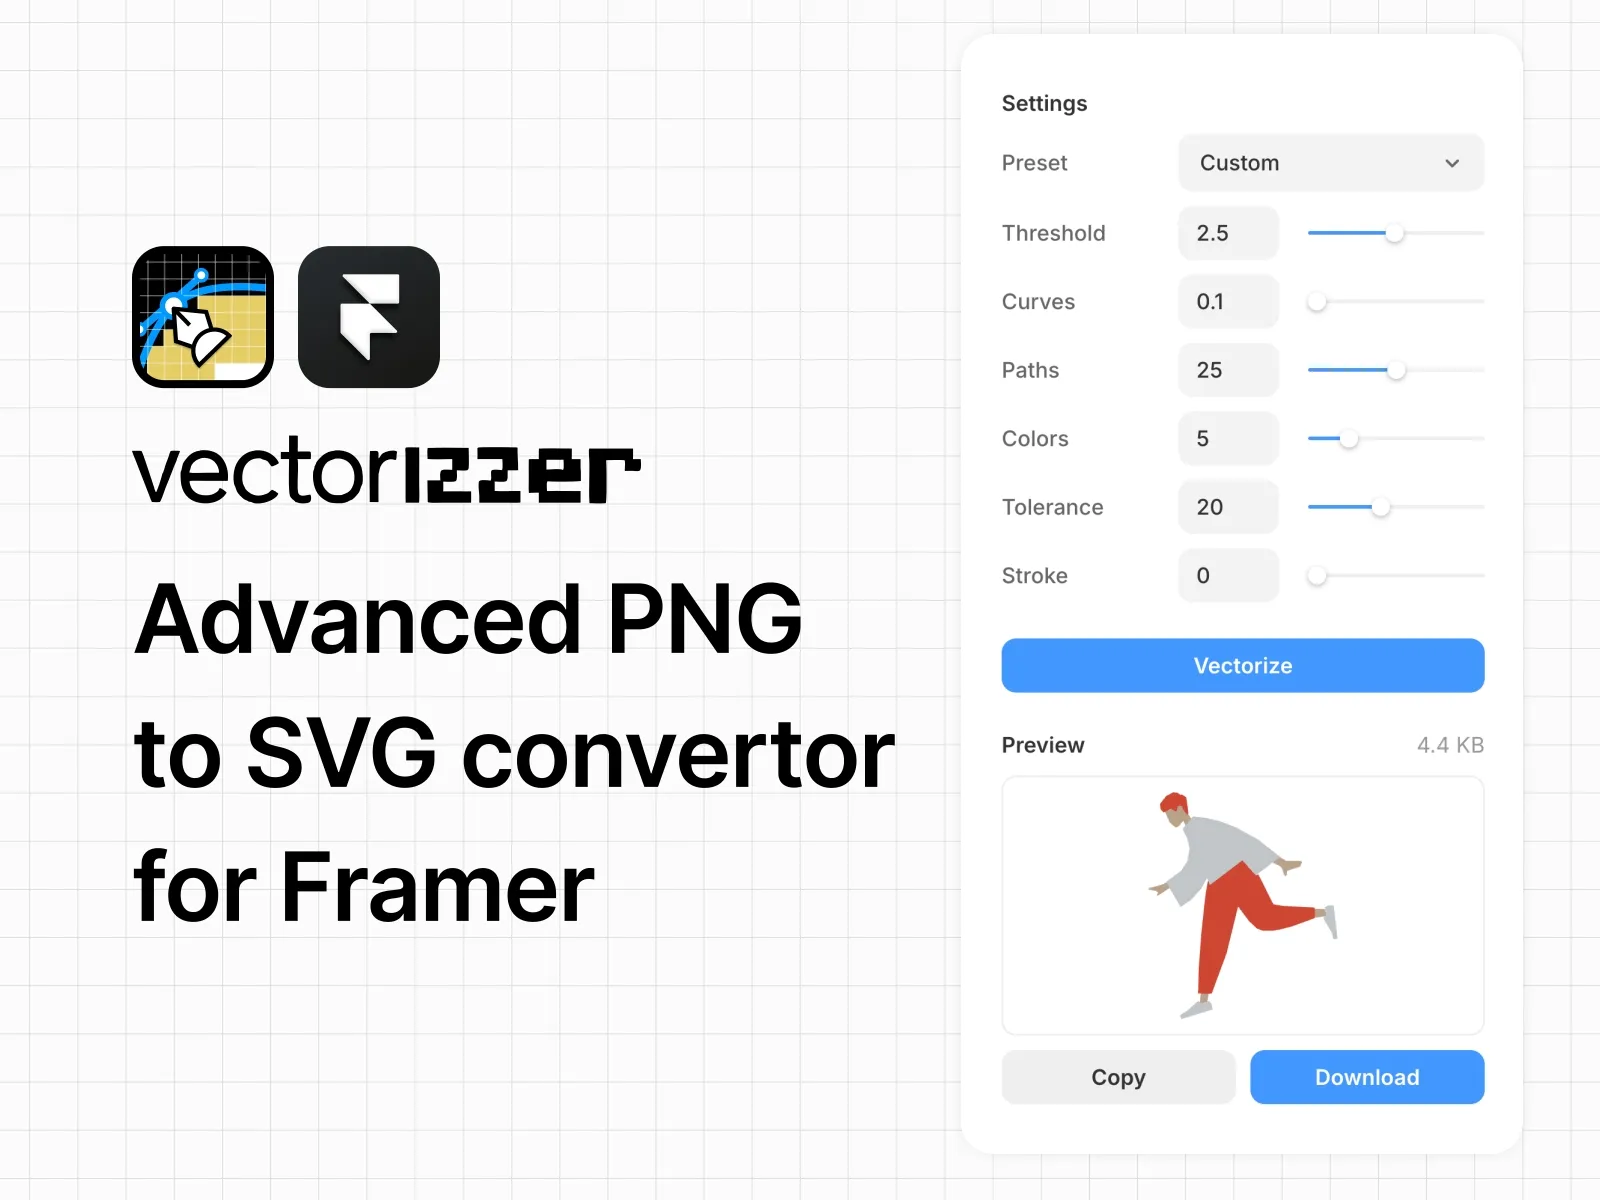 vectorizzer
Advanced PNG
to SVG convertor
for Framer
Settings
Preset Custom
Threshold 2.5
Curves 0.1
Paths 25
Colors 5
Tolerance 20
Stroke 0
Vectorize
Preview 4.4 KB
Copy Download